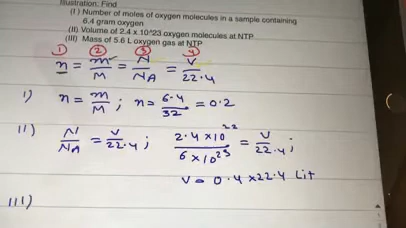 Illustration: Find
(I) Number of moles of oxygen molecules in a sample containing
6.4 gram oxygen
(II) Volume of 2.4 x 10^23 oxygen molecules at NTP
(III) Mass of 5.6 L oxygen gas at NTP
① ② ③ ④
n = m/M = N/NA = V/22.4
I) n = m/M ; n = 6.4/32 = 0.2
II) N/NA = V/22.4 ; 2.4 x 10^22/6 x 10^23 = V/22.4 ;
V = 0.4 x 22.4 Lit
III)